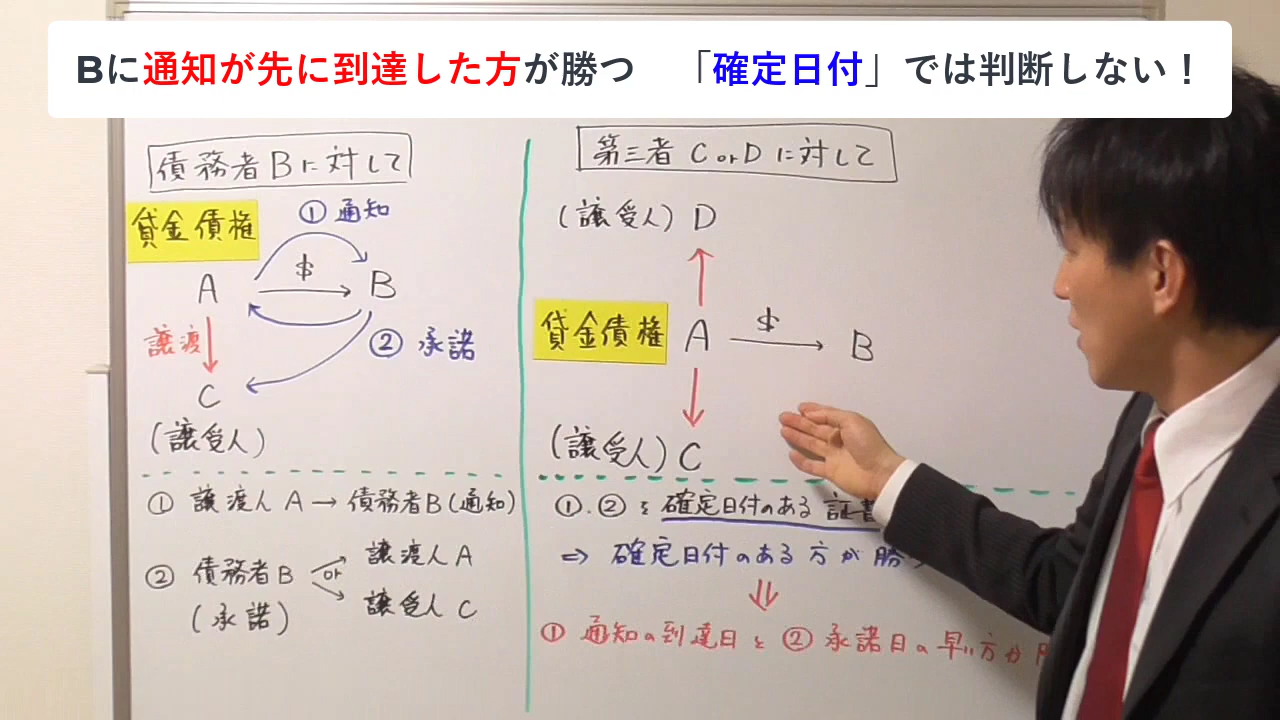 Bに通知が先に到達した方が勝つ 「確定日付」では判断しない！
債務者Bに対して
貸金債権
① 通知
A
$
B
譲渡
② 承諾
C
(譲受人)
① 譲渡人 A → 債務者B(通知)
② 債務者B or 譲渡人 A
(承諾) 譲受人 C
第三者 C or D に対して
(譲受人) D
貸金債権
A
$
B
(譲受人) C
①.②を確定日付のある 証書
⇒ 確定日付のある方が勝
⇓
① 通知の到達日と ② 承諾日の早い方が